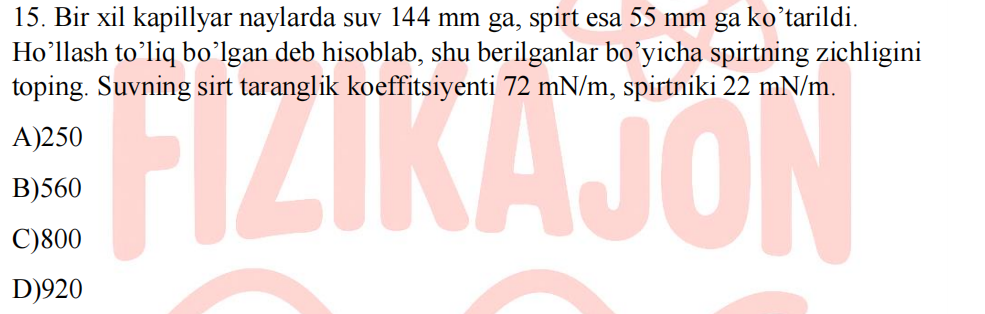 15. Bir xil kapillyar naylarda suv 144 mm ga, spirt esa 55 mm ga ko’tarildi.
Ho’llash to’liq bo’lgan deb hisoblab, shu berilganlar bo’yicha spirtning zichligini
toping. Suvning sirt taranglik koeffitsiyenti 72 mN/m, spirtniki 22 mN/m.
A)250
B)560
C)800
D)920
FIZIKAJON